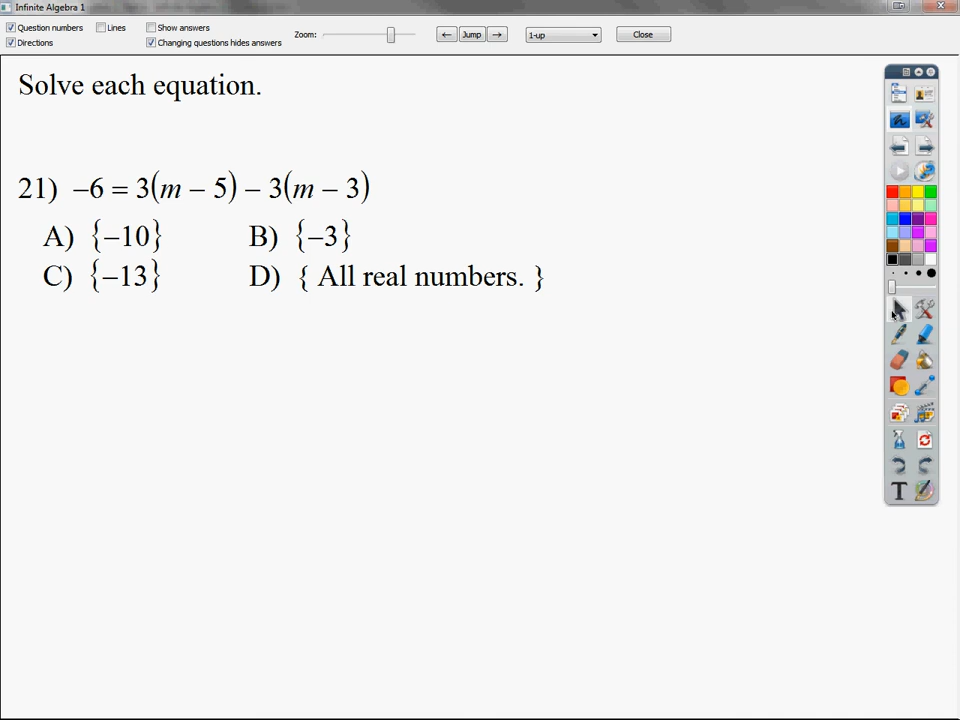 Infinite Algebra 1
Question numbers Lines Show answers
Directions Changing questions hides answers
Zoom: ← Jump → 1-up Close
Solve each equation.
21) –6 = 3(m – 5) – 3(m – 3)
A) {–10} B) {–3}
C) {–13} D) { All real numbers. }
T